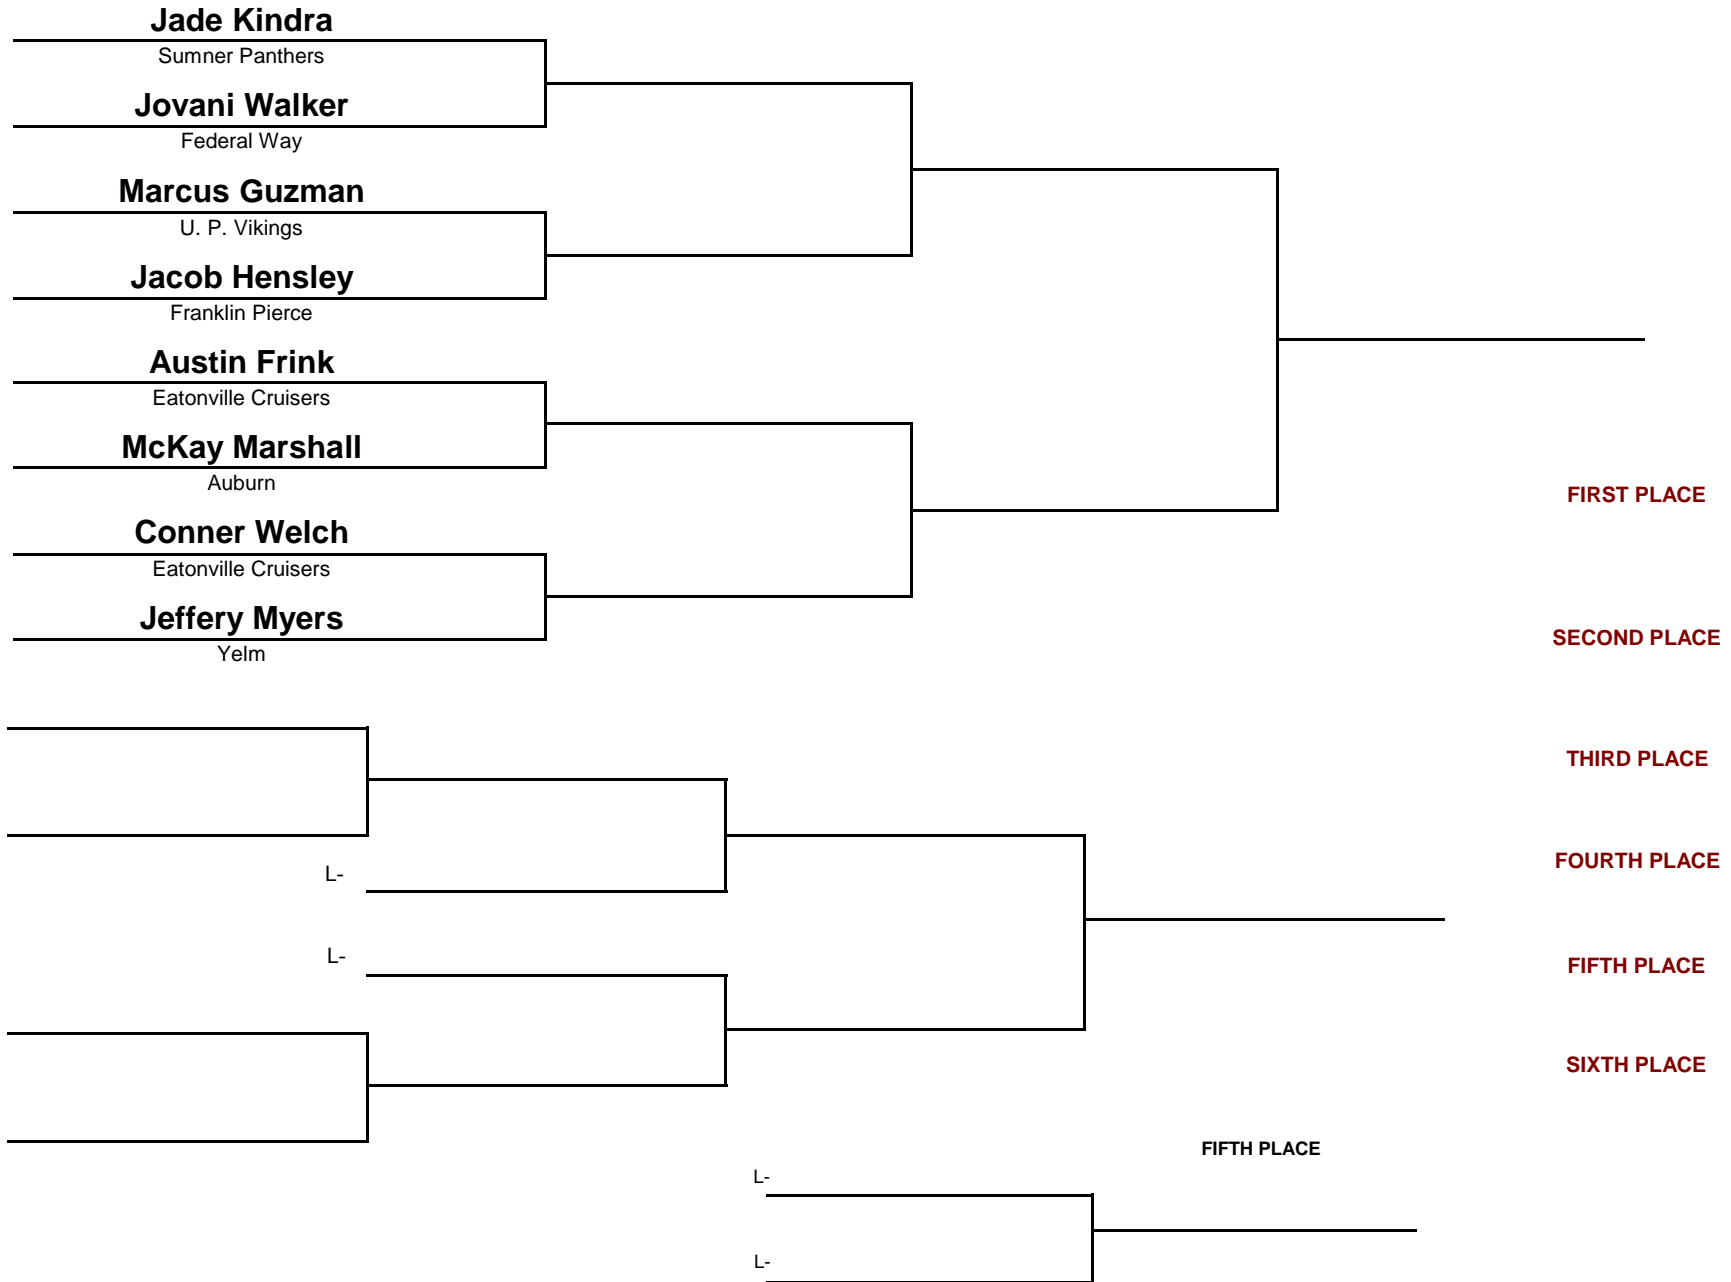 Jade Kindra
Sumner Panthers
Jovani Walker
Federal Way
Marcus Guzman
U. P. Vikings
Jacob Hensley
Franklin Pierce
Austin Frink
Eatonville Cruisers
McKay Marshall
Auburn
FIRST PLACE
Conner Welch
Eatonville Cruisers
Jeffery Myers
SECOND PLACE
Yelm
THIRD PLACE
FOURTH PLACE
L-
L-
FIFTH PLACE
SIXTH PLACE
FIFTH PLACE
L-
L-